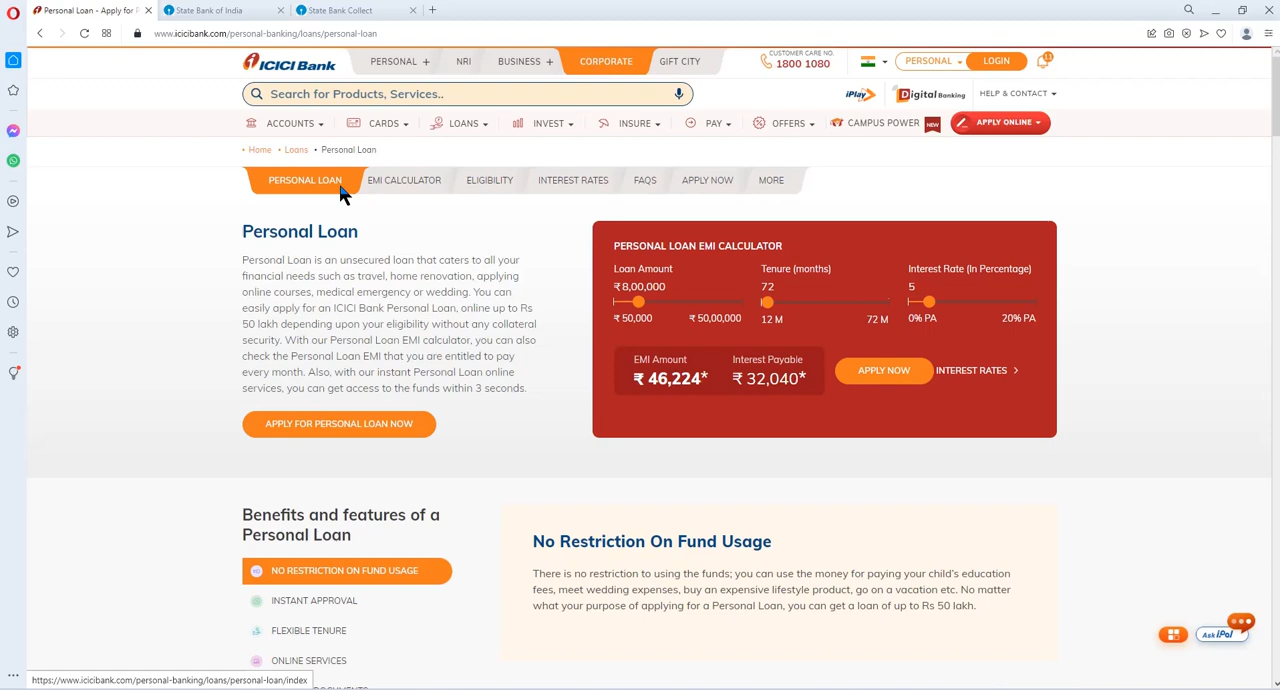 Personal Loan - Apply for P
State Bank of India
State Bank Collect
www.icicibank.com/personal-banking/loans/personal-loan
ICICI Bank
PERSONAL +
NRI
BUSINESS +
CORPORATE
GIFT CITY
CUSTOMER CARE NO.
1800 1080
PERSONAL
LOGIN
Search for Products, Services..
iPlay
Digital Banking
HELP & CONTACT
ACCOUNTS
CARDS
LOANS
INVEST
INSURE
PAY
OFFERS
CAMPUS POWER
NEW
APPLY ONLINE
• Home • Loans • Personal Loan
PERSONAL LOAN
EMI CALCULATOR
ELIGIBILITY
INTEREST RATES
FAQS
APPLY NOW
MORE
Personal Loan
Personal Loan is an unsecured loan that caters to all your
financial needs such as travel, home renovation, applying
online courses, medical emergency or wedding. You can
easily apply for an ICICI Bank Personal Loan, online up to Rs
50 lakh depending upon your eligibility without any collateral
security. With our Personal Loan EMI calculator, you can also
check the Personal Loan EMI that you are entitled to pay
every month. Also, with our instant Personal Loan online
services, you can get access to the funds within 3 seconds.
APPLY FOR PERSONAL LOAN NOW
PERSONAL LOAN EMI CALCULATOR
Loan Amount
Tenure (months)
Interest Rate (In Percentage)
₹ 8,00,000
72
5
₹ 50,000
₹ 50,00,000
12 M
72 M
0% PA
20% PA
EMI Amount
Interest Payable
₹ 46,224*
₹ 32,040*
APPLY NOW
INTEREST RATES
Benefits and features of a
Personal Loan
NO RESTRICTION ON FUND USAGE
INSTANT APPROVAL
FLEXIBLE TENURE
ONLINE SERVICES
No Restriction On Fund Usage
There is no restriction to using the funds; you can use the money for paying your child's education
fees, meet wedding expenses, buy an expensive lifestyle product, go on a vacation etc. No matter
what your purpose of applying for a Personal Loan, you can get a loan of up to Rs 50 lakh.
Ask iPal
https://www.icicibank.com/personal-banking/loans/personal-loan/index